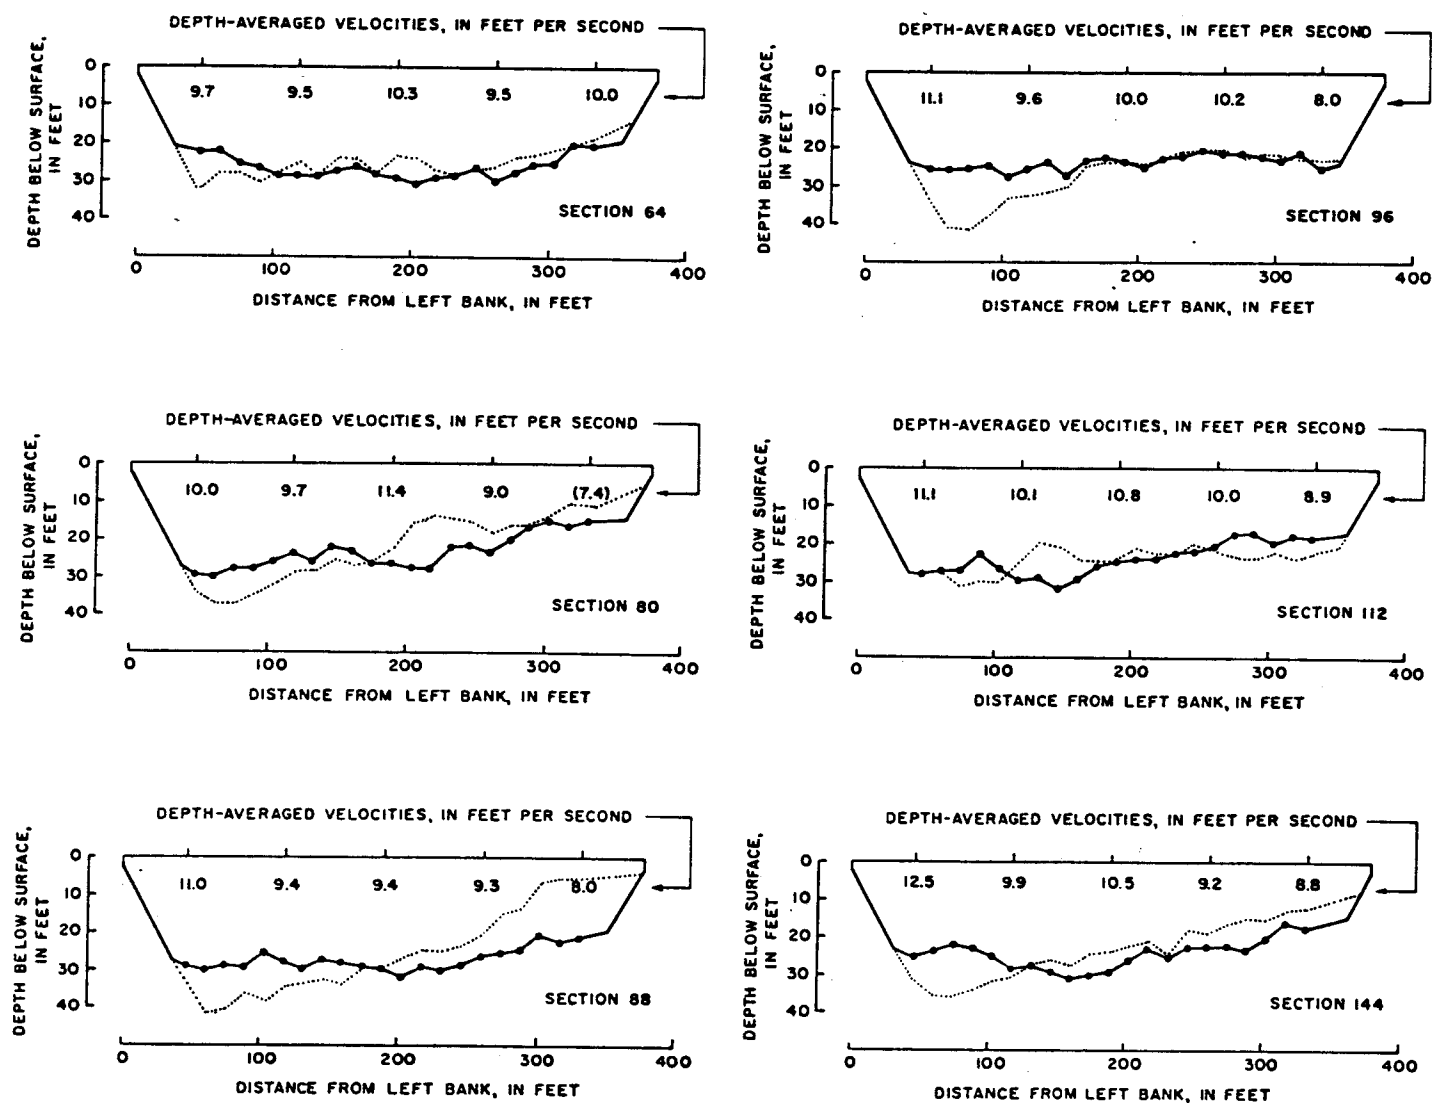 DEPTH-AVERAGED VELOCITIES, IN FEET PER SECOND
DEPTH BELOW SURFACE,
IN FEET
0
10
20
30
40
9.7 9.5 10.3 9.5 10.0
SECTION 64
0 100 200 300 400
DISTANCE FROM LEFT BANK, IN FEET
DEPTH-AVERAGED VELOCITIES, IN FEET PER SECOND
DEPTH BELOW SURFACE,
IN FEET
0
10
20
30
40
11.1 9.6 10.0 10.2 8.0
SECTION 96
0 100 200 300 400
DISTANCE FROM LEFT BANK, IN FEET
DEPTH-AVERAGED VELOCITIES, IN FEET PER SECOND
DEPTH BELOW SURFACE,
IN FEET
0
10
20
30
40
10.0 9.7 11.4 9.0 (7.4)
SECTION 80
0 100 200 300 400
DISTANCE FROM LEFT BANK, IN FEET
DEPTH-AVERAGED VELOCITIES, IN FEET PER SECOND
DEPTH BELOW SURFACE,
IN FEET
0
10
20
30
40
11.1 10.1 10.8 10.0 8.9
SECTION 112
0 100 200 300 400
DISTANCE FROM LEFT BANK, IN FEET
DEPTH-AVERAGED VELOCITIES, IN FEET PER SECOND
DEPTH BELOW SURFACE,
IN FEET
0
10
20
30
40
11.0 9.4 9.4 9.3 8.0
SECTION 88
0 100 200 300 400
DISTANCE FROM LEFT BANK, IN FEET
DEPTH-AVERAGED VELOCITIES, IN FEET PER SECOND
DEPTH BELOW SURFACE,
IN FEET
0
10
20
30
40
12.5 9.9 10.5 9.2 8.8
SECTION 144
0 100 200 300 400
DISTANCE FROM LEFT BANK, IN FEET